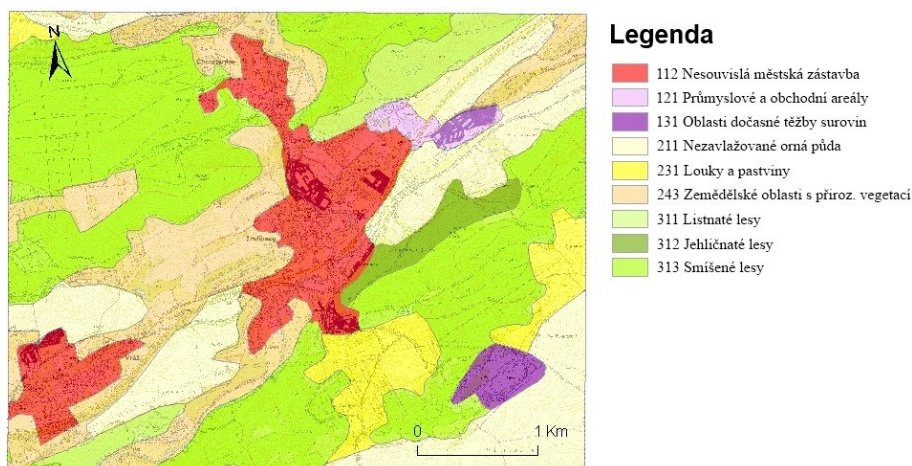 N
Legenda
112 Nesouvislá městská zástavba
121 Průmyslové a obchodní areály
131 Oblasti dočasné těžby surovin
211 Nezavlažované orná půda
231 Louky a pastviny
243 Zemědělské oblasti s přiroz. vegetací
311 Listnaté lesy
312 Jehličnaté lesy
313 Smíšené lesy
0 1 Km